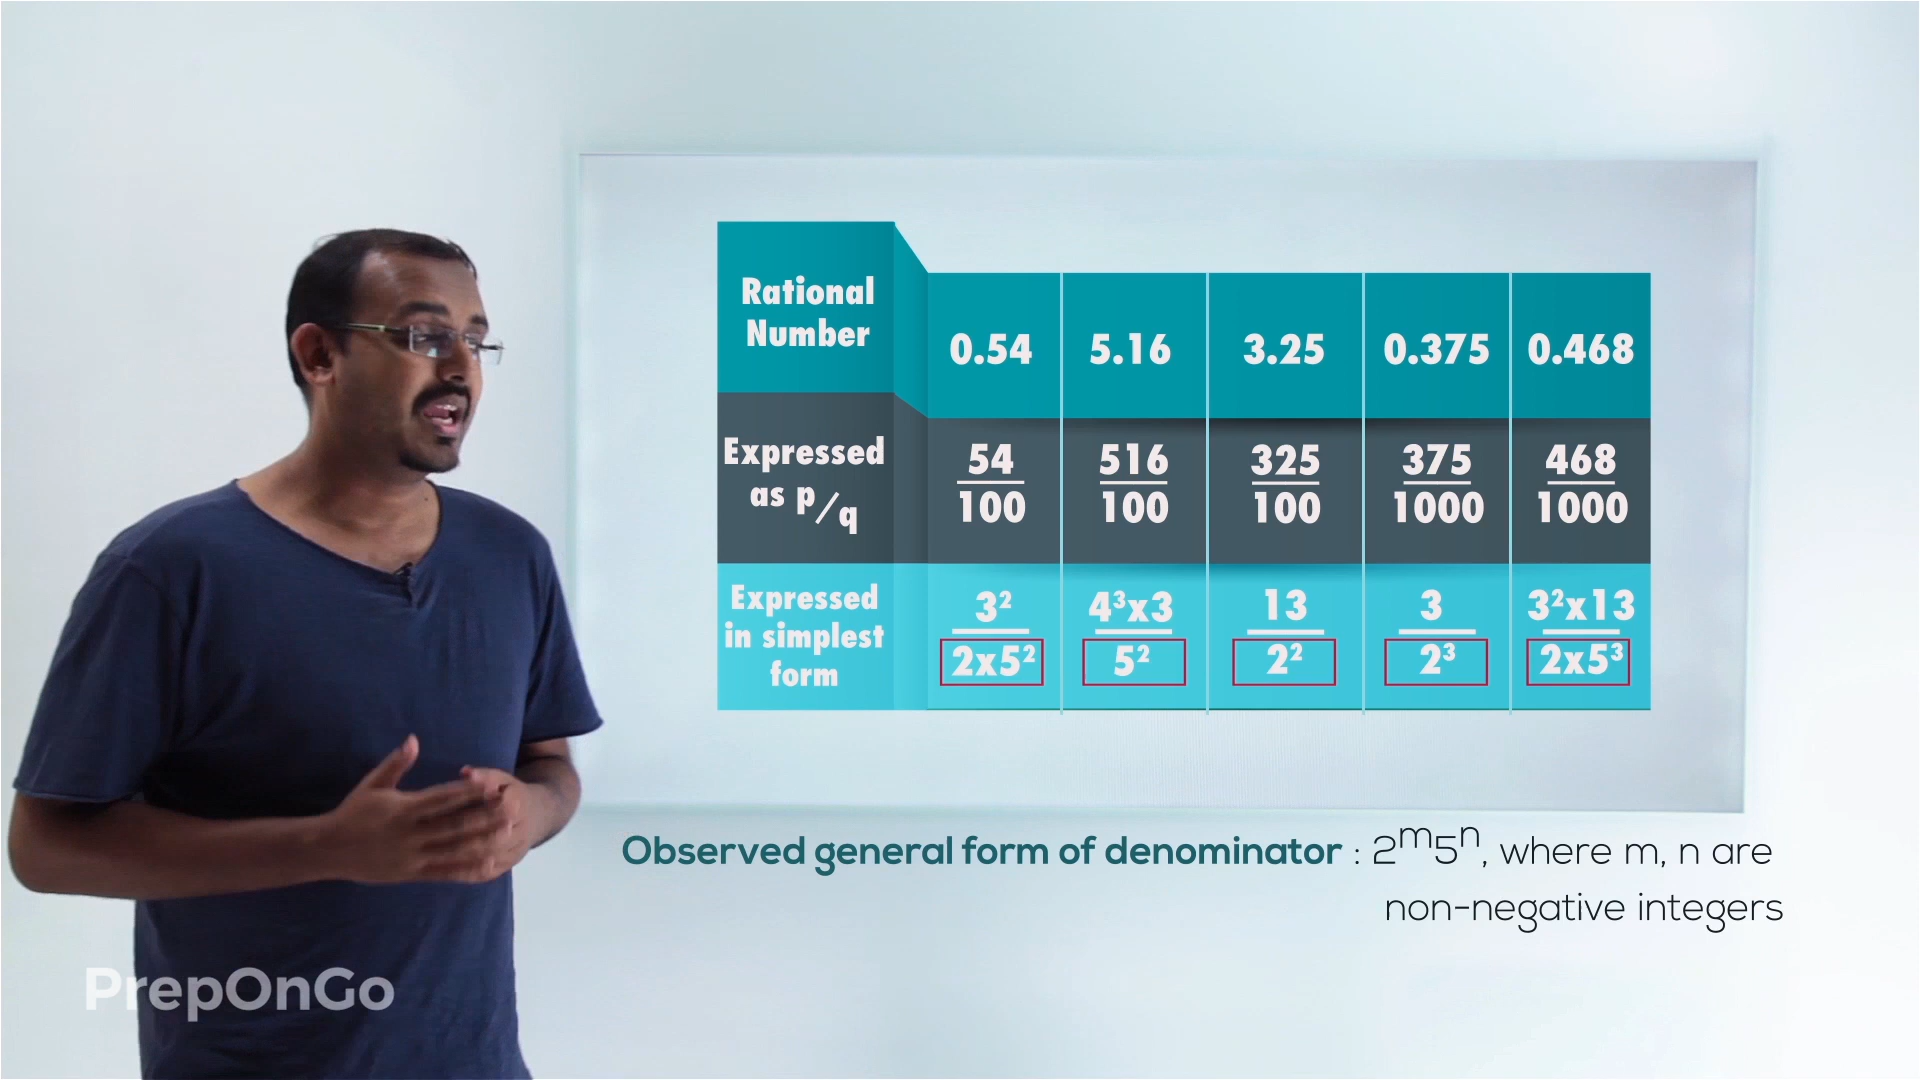 Rational
Number
0.54 5.16 3.25 0.375 0.468
Expressed
as p/q
54/100 516/100 325/100 375/1000 468/1000
Expressed
in simplest
form
3²/2x5² 4³x3/5² 13/2² 3/2³ 3²x13/2x5³
Observed general form of denominator : 2ᵐ5ⁿ, where m, n are
non-negative integers
PrepOnGo